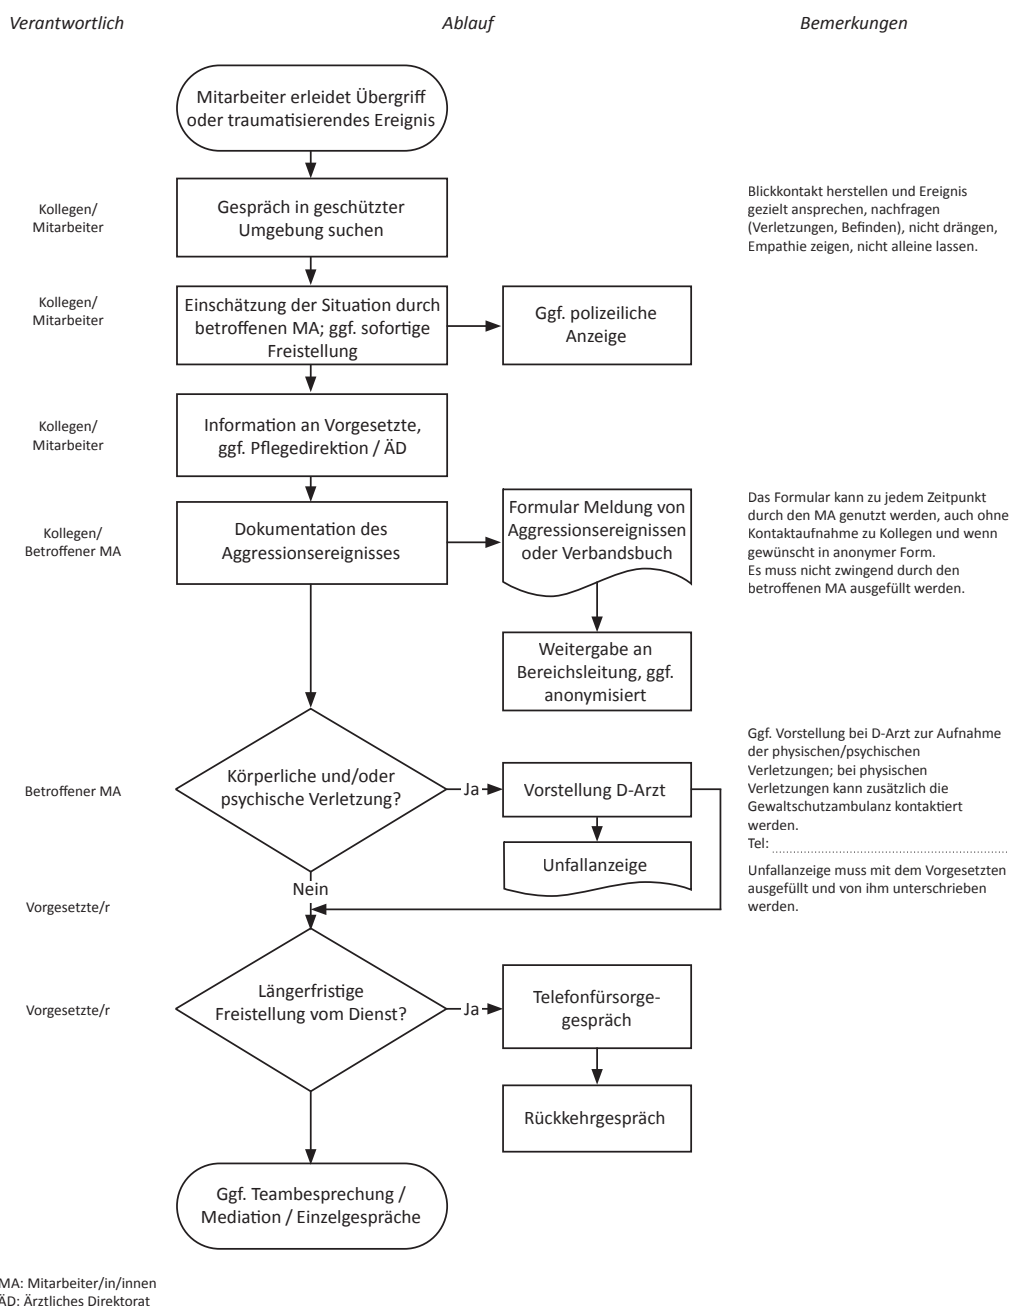 Verantwortlich
Ablauf
Bemerkungen
Mitarbeiter erleidet Übergriff
oder traumatisierendes Ereignis
Kollegen/
Mitarbeiter
Gespräch in geschützter
Umgebung suchen
Blickkontakt herstellen und Ereignis
gezielt ansprechen, nachfragen
(Verletzungen, Befinden), nicht drängen,
Empathie zeigen, nicht alleine lassen.
Kollegen/
Mitarbeiter
Einschätzung der Situation durch
betroffenen MA; ggf. sofortige
Freistellung
Ggf. polizeiliche
Anzeige
Kollegen/
Mitarbeiter
Information an Vorgesetzte,
ggf. Pflegedirektion / ÄD
Kollegen/
Betroffener MA
Dokumentation des
Aggressionsereignisses
Formular Meldung von
Aggressionsereignissen
oder Verbandsbuch
Das Formular kann zu jedem Zeitpunkt
durch den MA genutzt werden, auch ohne
Kontaktaufnahme zu Kollegen und wenn
gewünscht in anonymer Form.
Es muss nicht zwingend durch den
betroffenen MA ausgefüllt werden.
Weitergabe an
Bereichsleitung, ggf.
anonymisiert
Betroffener MA
Körperliche und/oder
psychische Verletzung?
Ja
Vorstellung D-Arzt
Ggf. Vorstellung bei D-Arzt zur Aufnahme
der physischen/psychischen
Verletzungen; bei physischen
Verletzungen kann zusätzlich die
Gewaltschutzambulanz kontaktiert
werden.
Tel:
Unfallanzeige
Unfallanzeige muss mit dem Vorgesetzten
ausgefüllt und von ihm unterschrieben
werden.
Nein
Vorgesetzte/r
Vorgesetzte/r
Längerfristige
Freistellung vom Dienst?
Ja
Telefonfürsorge-
gespräch
Rückkehrgespräch
Ggf. Teambesprechung /
Mediation / Einzelgespräche
MA: Mitarbeiter/in/innen
ÄD: Ärztliches Direktorat